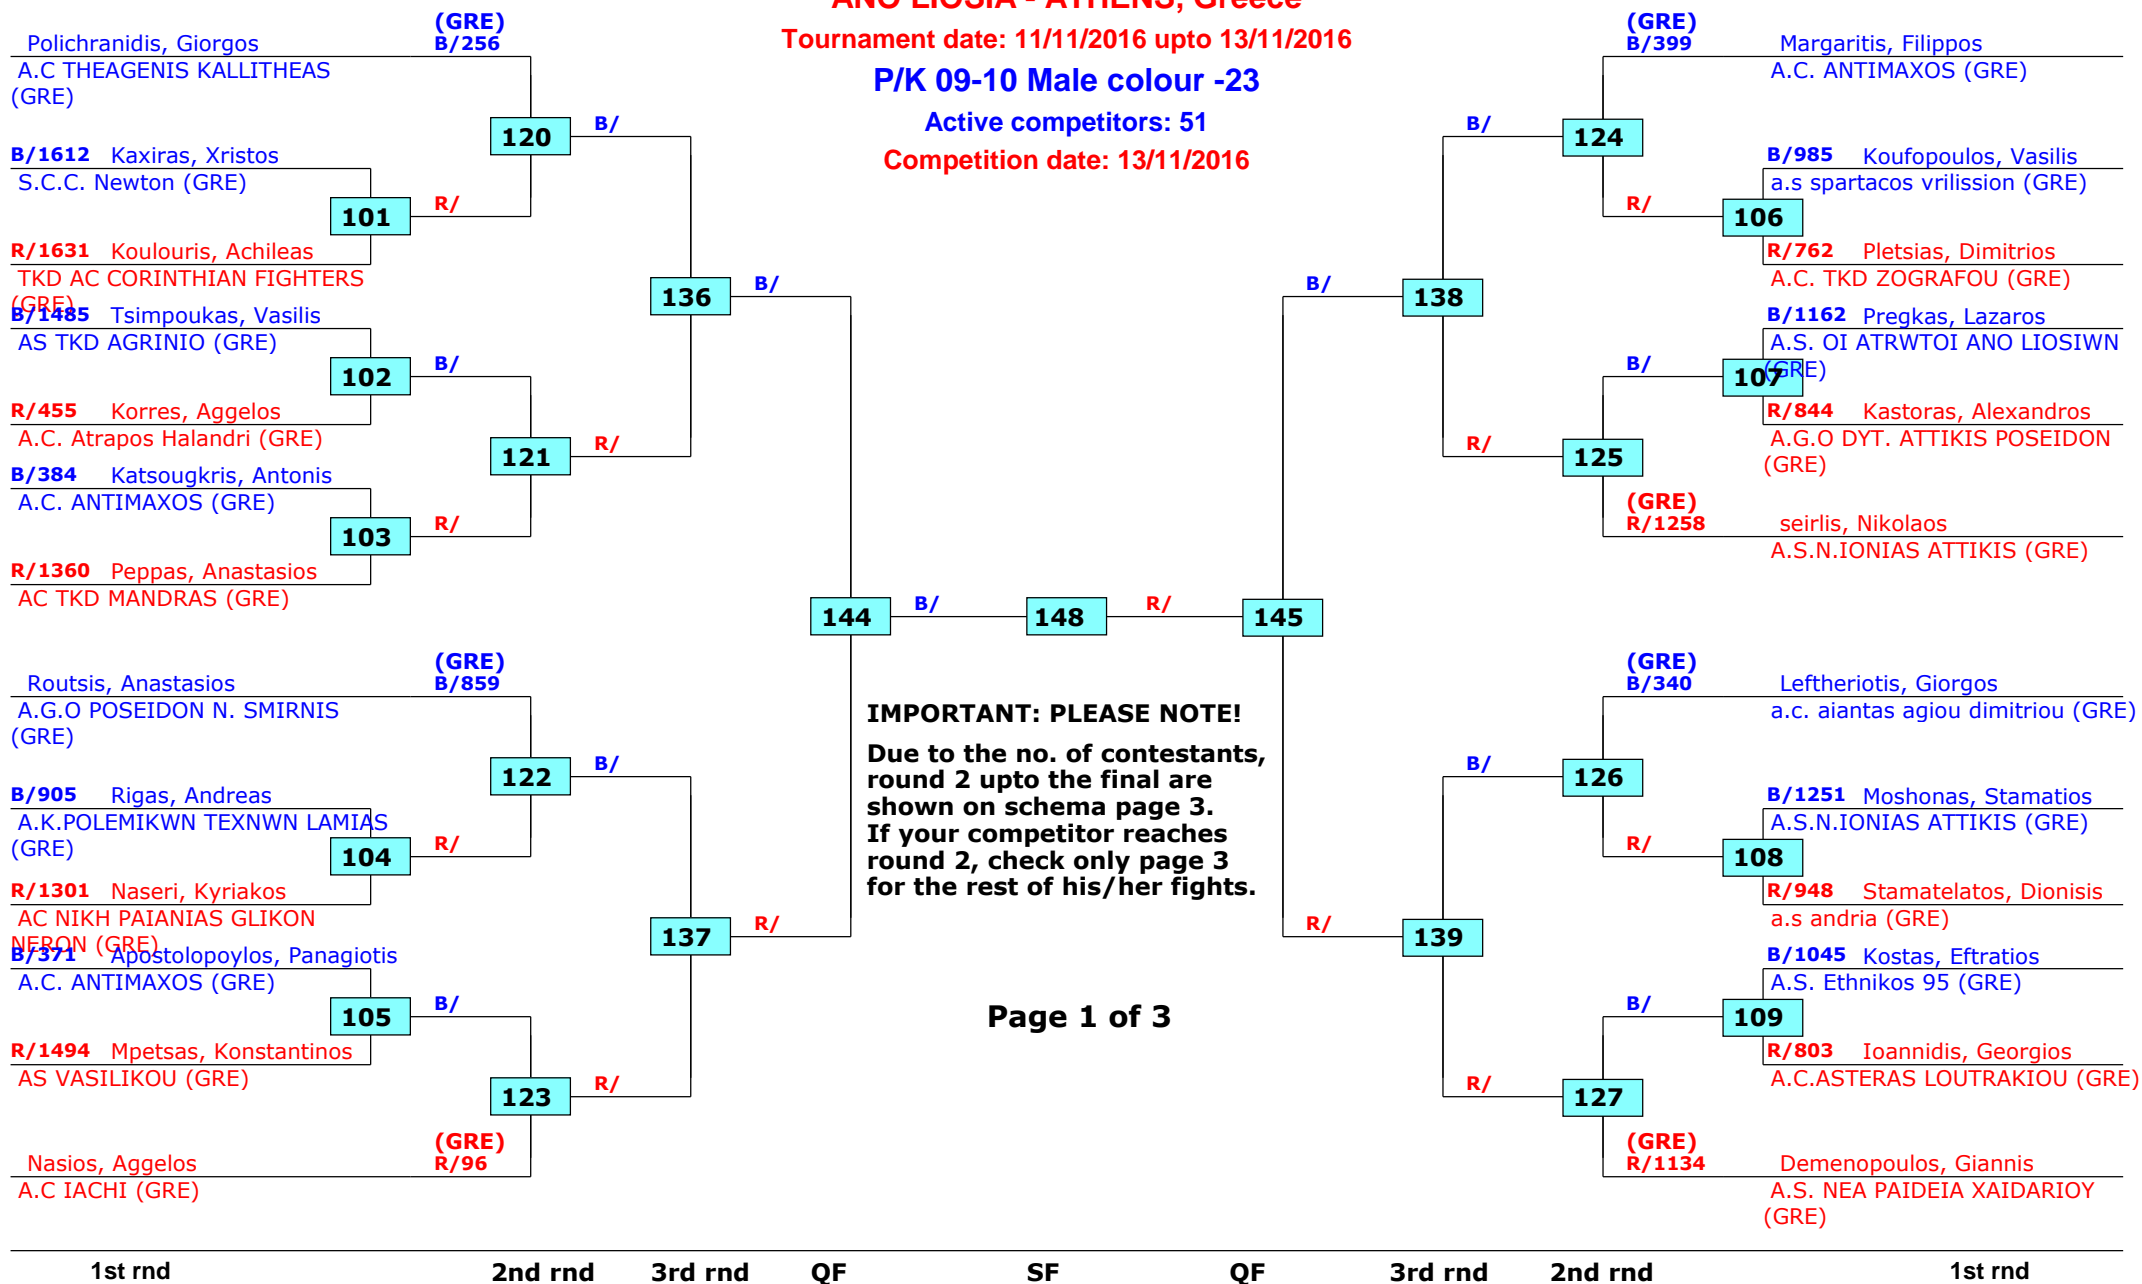 ANO LIOSIA - ATHENS, Greece
Tournament date: 11/11/2016 upto 13/11/2016
P/K 09-10 Male colour -23
Active competitors: 51
Competition date: 13/11/2016
(GRE)
Polichranidis, Giorgos B/256
A.C THEAGENIS KALLITHEAS
(GRE)
120
B/
B/1612 Kaxiras, Xristos
S.C.C. Newton (GRE)
101
R/
R/1631 Koulouris, Achileas
TKD AC CORINTHIAN FIGHTERS
(GRE)
136
B/
B/1485 Tsimpoukas, Vasilis
AS TKD AGRINIO (GRE)
102
B/
R/455 Korres, Aggelos
A.C. Atrapos Halandri (GRE)
121
R/
B/384 Katsougkris, Antonis
A.C. ANTIMAXOS (GRE)
103
R/
R/1360 Peppas, Anastasios
AC TKD MANDRAS (GRE)
144
B/
148
R/
145
(GRE)
Routsis, Anastasios B/859
A.G.O POSEIDON N. SMIRNIS
(GRE)
122
B/
B/905 Rigas, Andreas
A.K.POLEMIKWN TEXNWN LAMIAS
(GRE)
104
R/
R/1301 Naseri, Kyriakos
AC NIKH PAIANIAS GLIKON
NERON (GRE)
137
R/
B/371 Apostolopoylos, Panagiotis
A.C. ANTIMAXOS (GRE)
105
B/
R/1494 Mpetsas, Konstantinos
AS VASILIKOU (GRE)
123
R/
(GRE)
Nasios, Aggelos R/96
A.C IACHI (GRE)
IMPORTANT: PLEASE NOTE!
Due to the no. of contestants,
round 2 upto the final are
shown on schema page 3.
If your competitor reaches
round 2, check only page 3
for the rest of his/her fights.
Page 1 of 3
(GRE)
B/399 Margaritis, Filippos
A.C. ANTIMAXOS (GRE)
B/
124
B/985 Koufopoulos, Vasilis
a.s spartacos vrilission (GRE)
R/
106
R/762 Pletsias, Dimitrios
A.C. TKD ZOGRAFOU (GRE)
B/
138
B/1162 Pregkas, Lazaros
A.S. OI ATRWTOI ANO LIOSIWN
(GRE)
B/
107
R/844 Kastoras, Alexandros
A.G.O DYT. ATTIKIS POSEIDON
(GRE)
R/
125
(GRE)
R/1258 seirlis, Nikolaos
A.S.N.IONIAS ATTIKIS (GRE)
(GRE)
B/340 Leftheriotis, Giorgos
a.c. aiantas agiou dimitriou (GRE)
B/
126
B/1251 Moshonas, Stamatios
A.S.N.IONIAS ATTIKIS (GRE)
R/
108
R/948 Stamatelatos, Dionisis
a.s andria (GRE)
R/
139
B/1045 Kostas, Eftratios
A.S. Ethnikos 95 (GRE)
B/
109
R/803 Ioannidis, Georgios
A.C.ASTERAS LOUTRAKIOU (GRE)
R/
127
(GRE)
R/1134 Demenopoulos, Giannis
A.S. NEA PAIDEIA XAIDARIOY
(GRE)
1st rnd 2nd rnd 3rd rnd QF SF QF 3rd rnd 2nd rnd 1st rnd